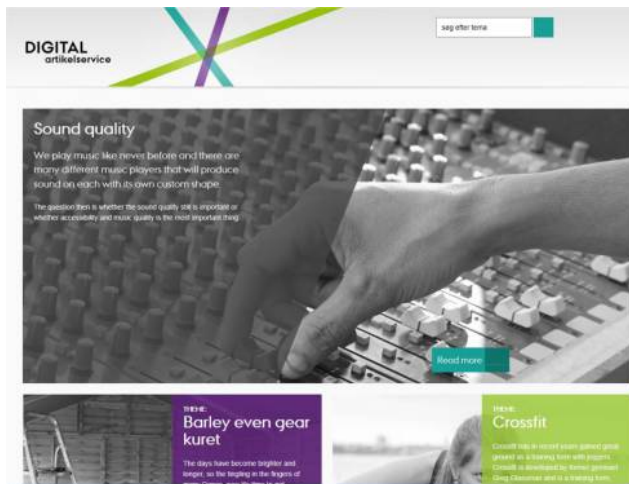 søg efter tema
DIGITAL
artikelservice
Sound quality
We play music like never before and there are
many different music players that will produce
sound on each with its own custom shape.
The question then is whether the sound quality still is important or
whether accessibility and music quality is the most important thing
Read more
THEME:
Barley even gear
kuret
The days have become brighter and
longer, so the tingling in the fingers of
THEME:
Crossfit
Crossfit has in recent years gained great
ground as a training form with joggers.
Crossfit is developed by former gymnast
Greg Glassman and is a training form